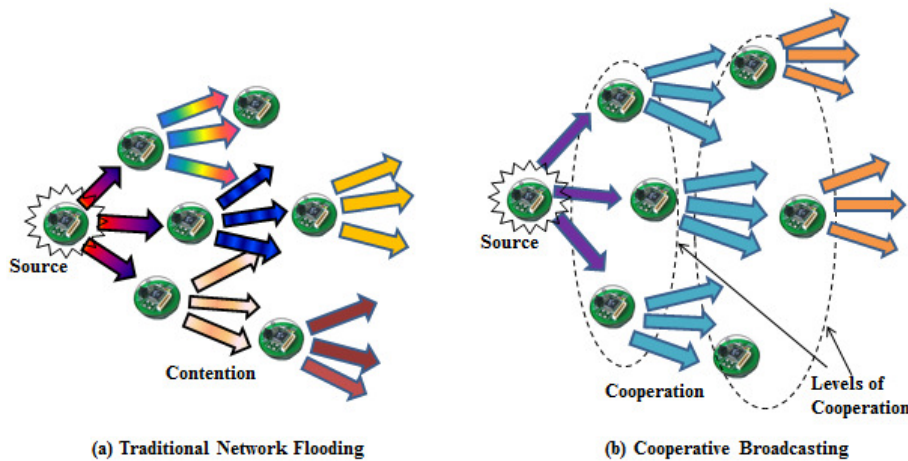 Source
Contention
(a) Traditional Network Flooding
Source
Cooperation
Levels of
Cooperation
(b) Cooperative Broadcasting